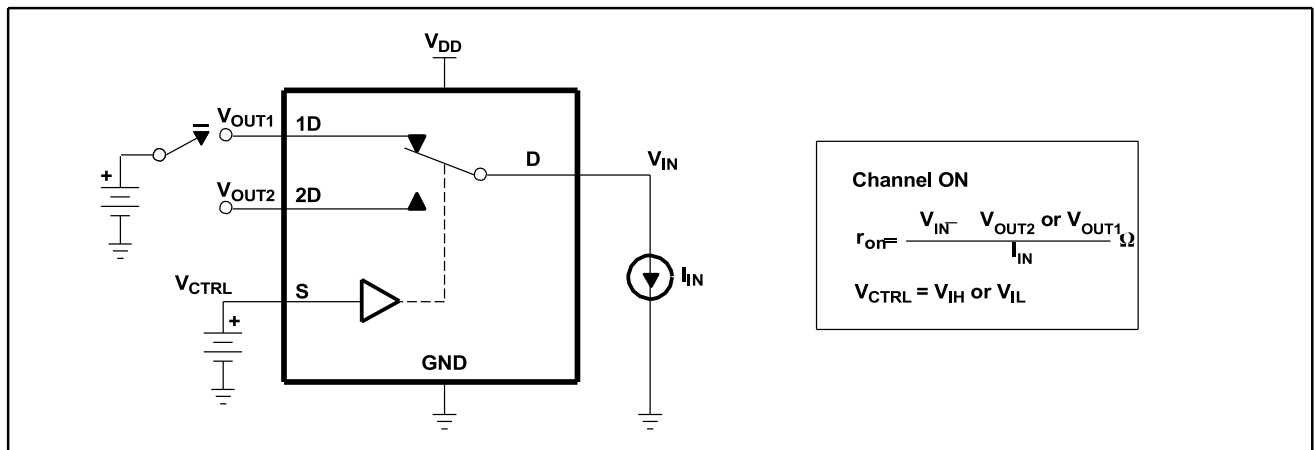 VDD
VOUT1
1D
D
VIN
+
VOUT2
2D
VCTRL
S
+
IIN
GND
Channel ON
ron= VIN– VOUT2 or VOUT1 Ω
IIN
VCTRL = VIH or VIL